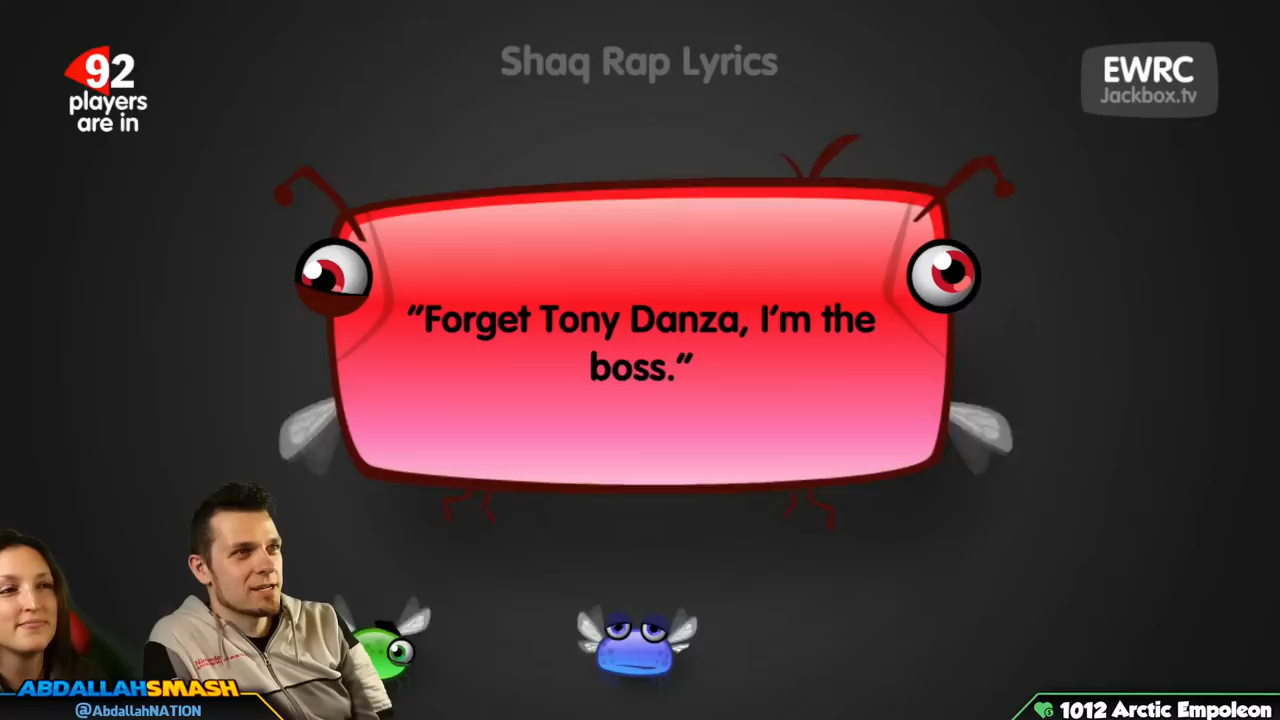 92
players
are in
Shaq Rap Lyrics
EWRC
Jackbox.tv
"Forget Tony Danza, I'm the
boss."
ABDALLAHSMASH
@AbdallahNATION
1012 Arctic Empoleon